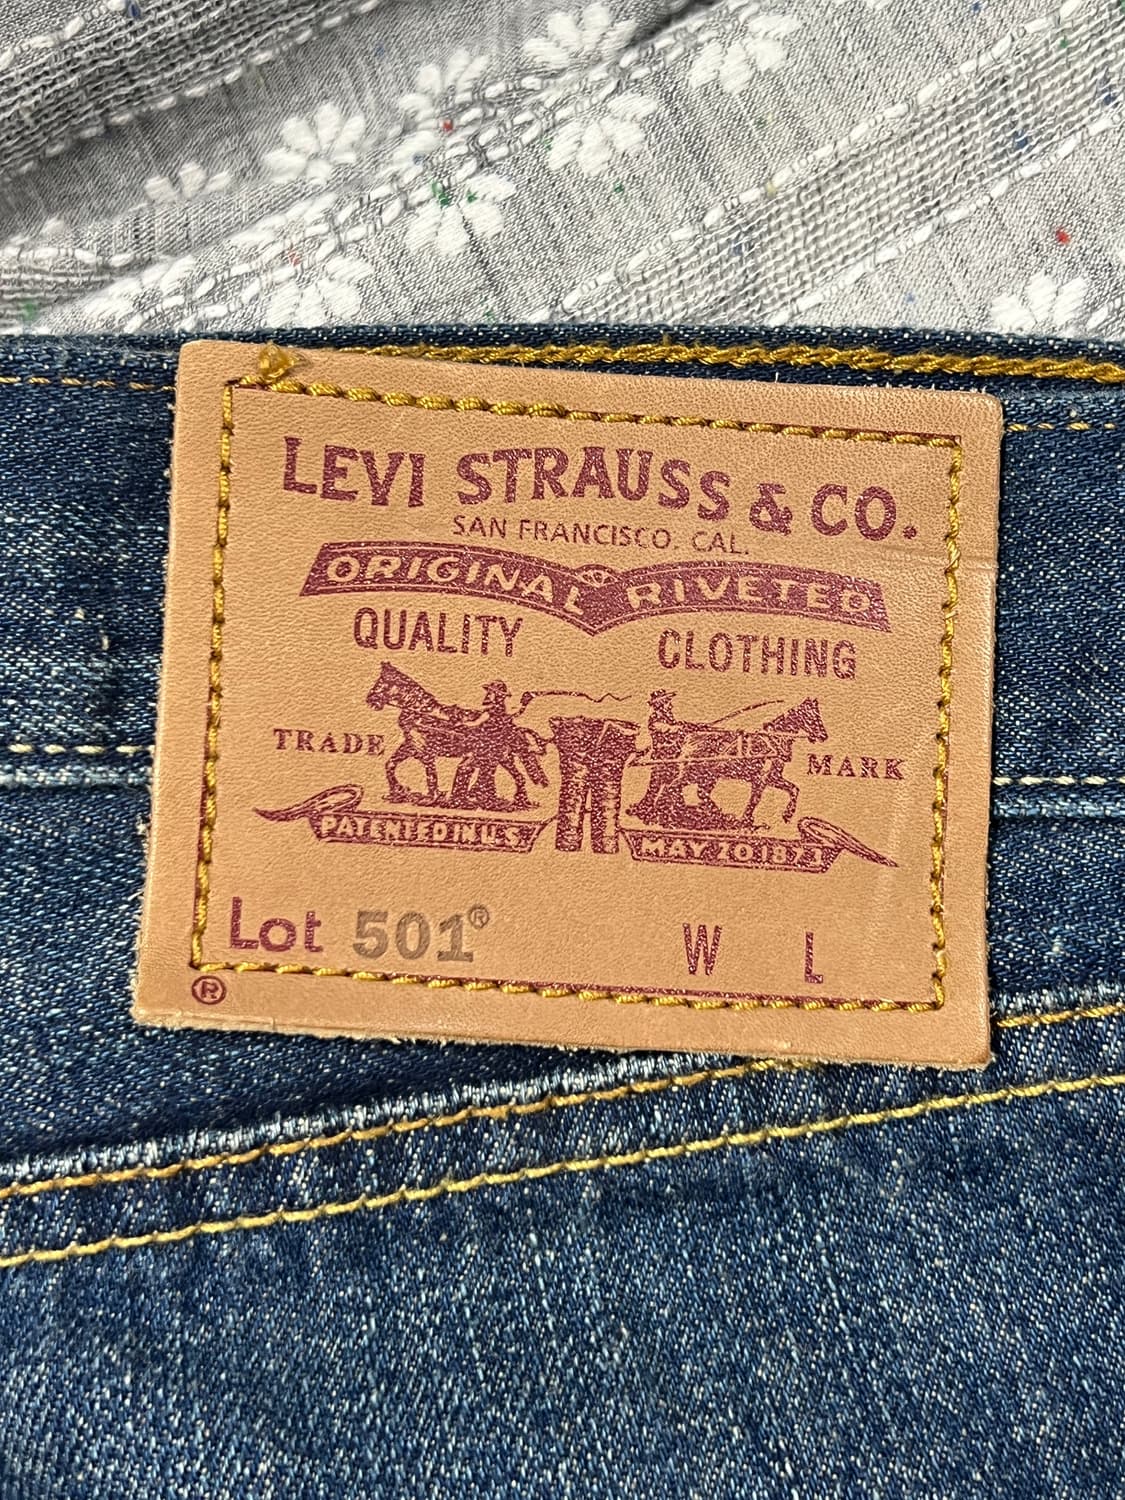 LEVI STRAUSS & CO.
SAN FRANCISCO. CAL.
ORIGINAL RIVETED
QUALITY CLOTHING
TRADE MARK
PATENTED IN U.S. MAY 20 1873
Lot 501® W L
®